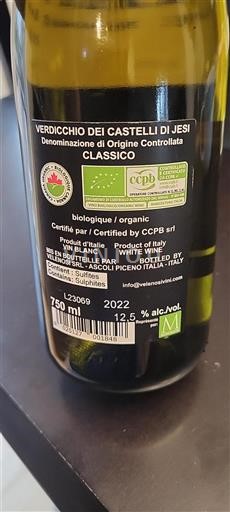 VERDICCHIO DEI CASTELLI DI JESI
Denominazione di Origine Controllata
CLASSICO
ccpb
biologique / organic
Certifié par / Certified by CCPB srl
Produit d'Italie Product of Italy
VIN BLANC WHITE WINE
MIS EN BOUTEILLE PAR BOTTLED BY
VELENOSI SRL - ASCOLI PICENO ITALIA - ITALY
Contient : Sulfites
Contains : Sulphites
info@velenosivini.com
L23069 2022
750 ml 12,5 % alc./vol.
Représenté par: M